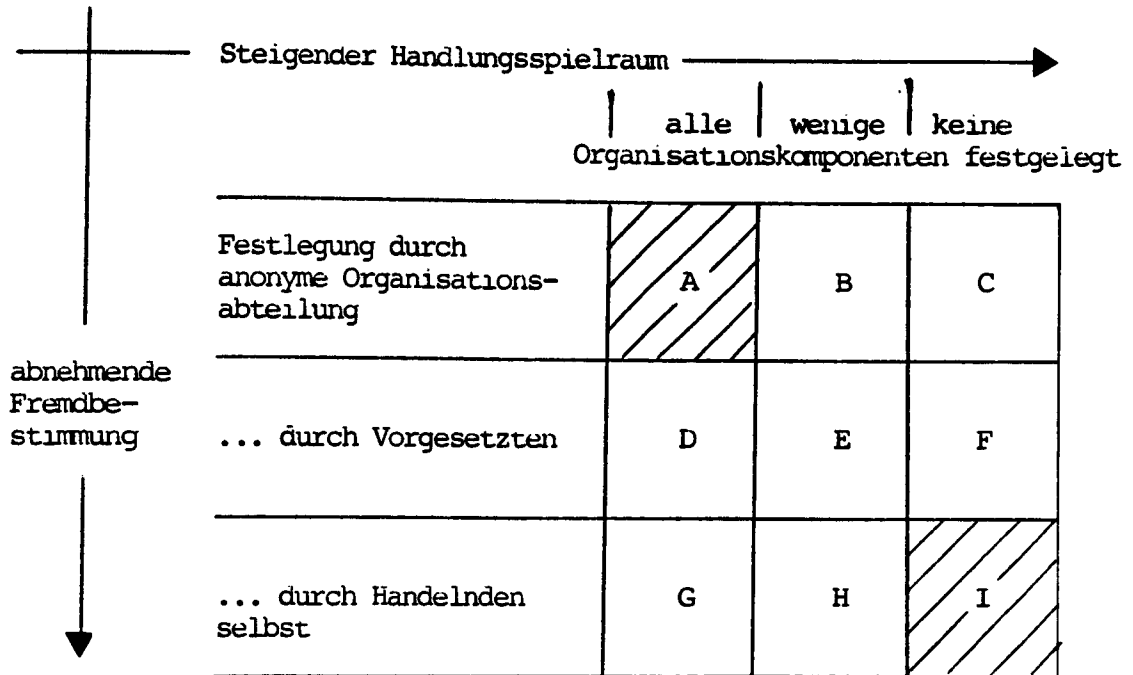 Steigender Handlungsspielraum
alle wenige keine
Organisationskomponenten festgelegt
Festlegung durch
anonyme Organisations-
abteilung
A B C
abnehmende
Fremdbe-
stimmung
... durch Vorgesetzten
D E F
... durch Handelnden
selbst
G H I